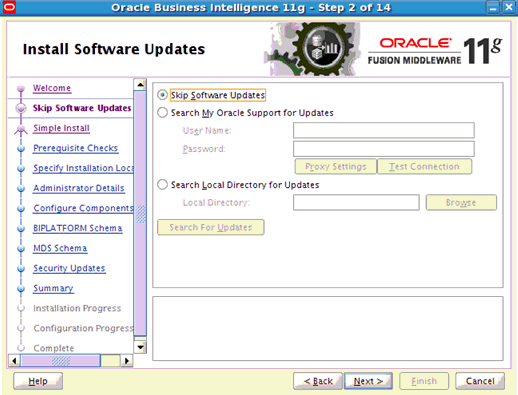 Oracle Business Intelligence 11g - Step 2 of 14
Install Software Updates
ORACLE
FUSION MIDDLEWARE
11g
Welcome
Skip Software Updates
Simple Install
Prerequisite Checks
Specify Installation Loca
Administrator Details
Configure Components
BIPLATFORM Schema
MDS Schema
Security Updates
Summary
Installation Progress
Configuration Progress
Complete
Skip Software Updates
Search My Oracle Support for Updates
User Name:
Password:
Proxy Settings
Test Connection
Search Local Directory for Updates
Local Directory:
Browse
Search For Updates
Help
< Back
Next >
Finish
Cancel